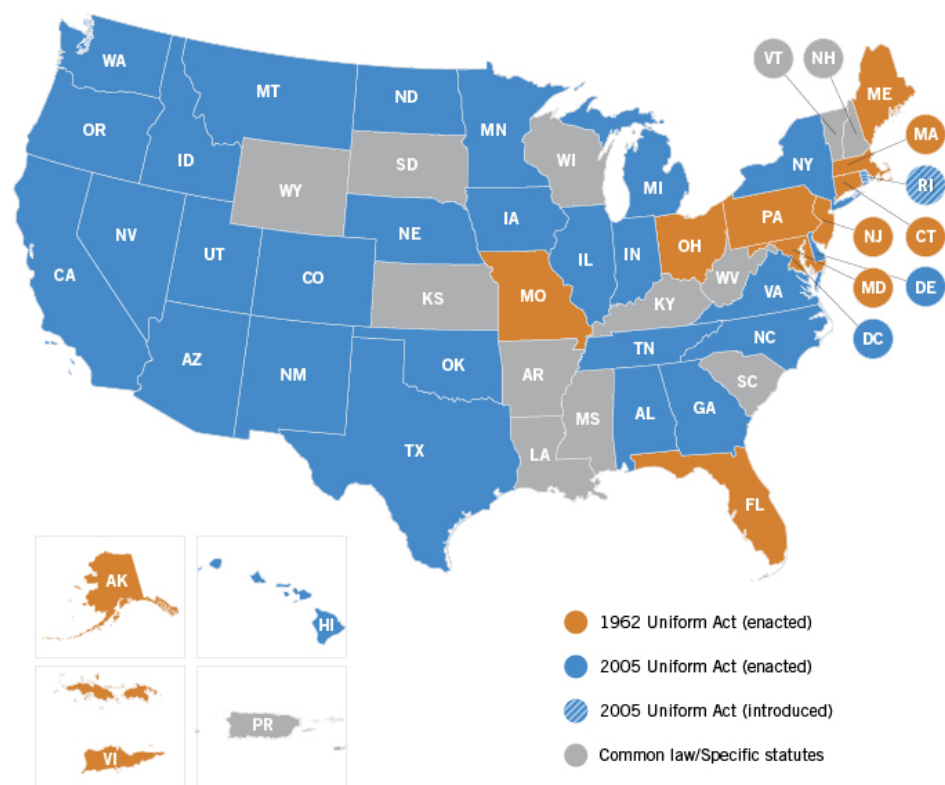 WA
MT
ND
MN
VT
NH
ME
OR
ID
SD
WI
MI
NY
MA
WY
RI
IA
NE
PA
NV
UT
CO
IL
IN
OH
NJ
CT
CA
KS
MO
WV
MD
DE
KY
VA
DC
AZ
NM
OK
AR
TN
NC
SC
MS
AL
GA
TX
LA
FL
AK
HI
VI
PR
1962 Uniform Act (enacted)
2005 Uniform Act (enacted)
2005 Uniform Act (introduced)
Common law/Specific statutes